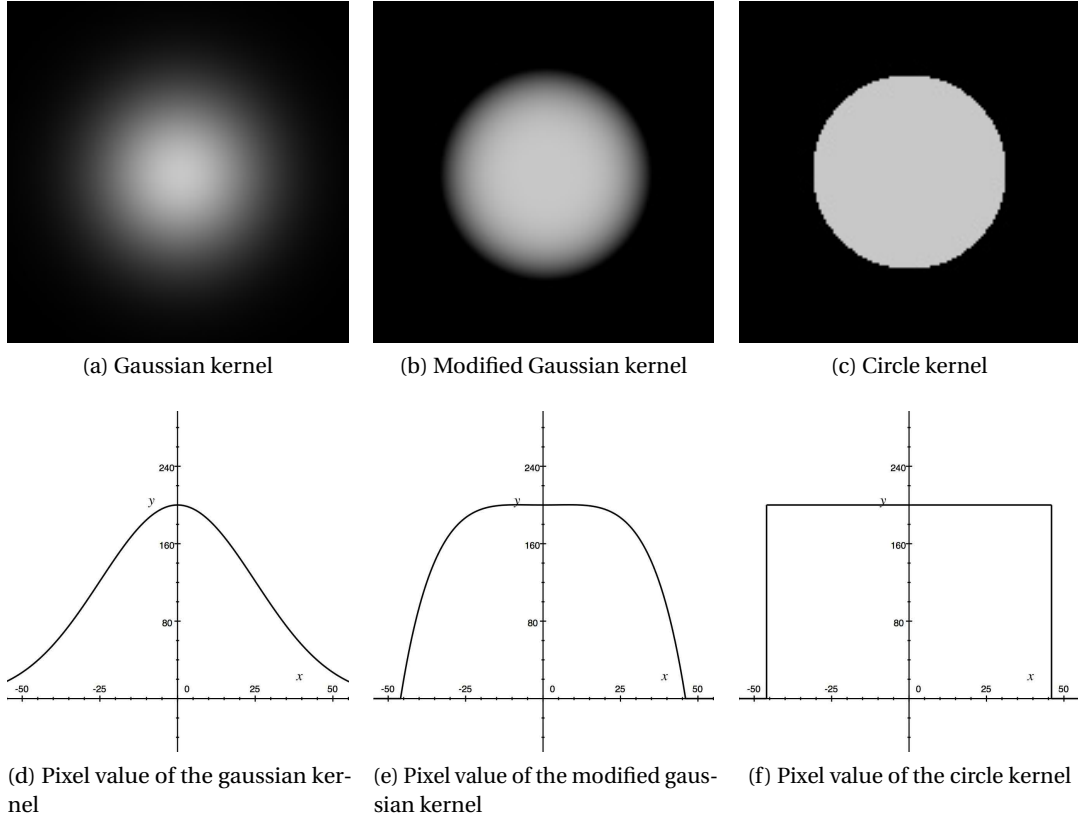 (a) Gaussian kernel
(b) Modified Gaussian kernel
(c) Circle kernel
240
y
160
80
x
-50 -25 0 25 50
240
y
160
80
x
-50 -25 0 25 50
240
y
160
80
x
-50 -25 0 25 50
(d) Pixel value of the gaussian ker-
nel
(e) Pixel value of the modified gaus-
sian kernel
(f) Pixel value of the circle kernel